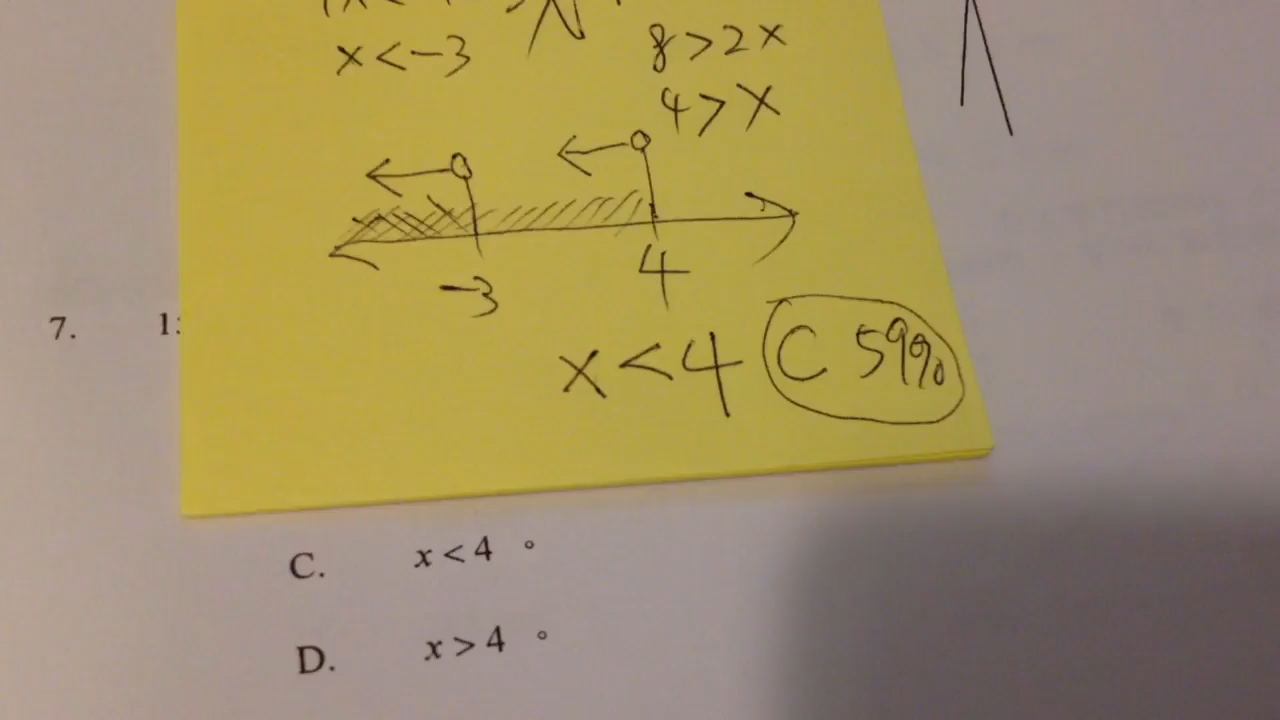 x < -3
8 > 2x
4 > x
-3
4
x < 4 C 59%
7.
C. x < 4 。
D. x > 4 。